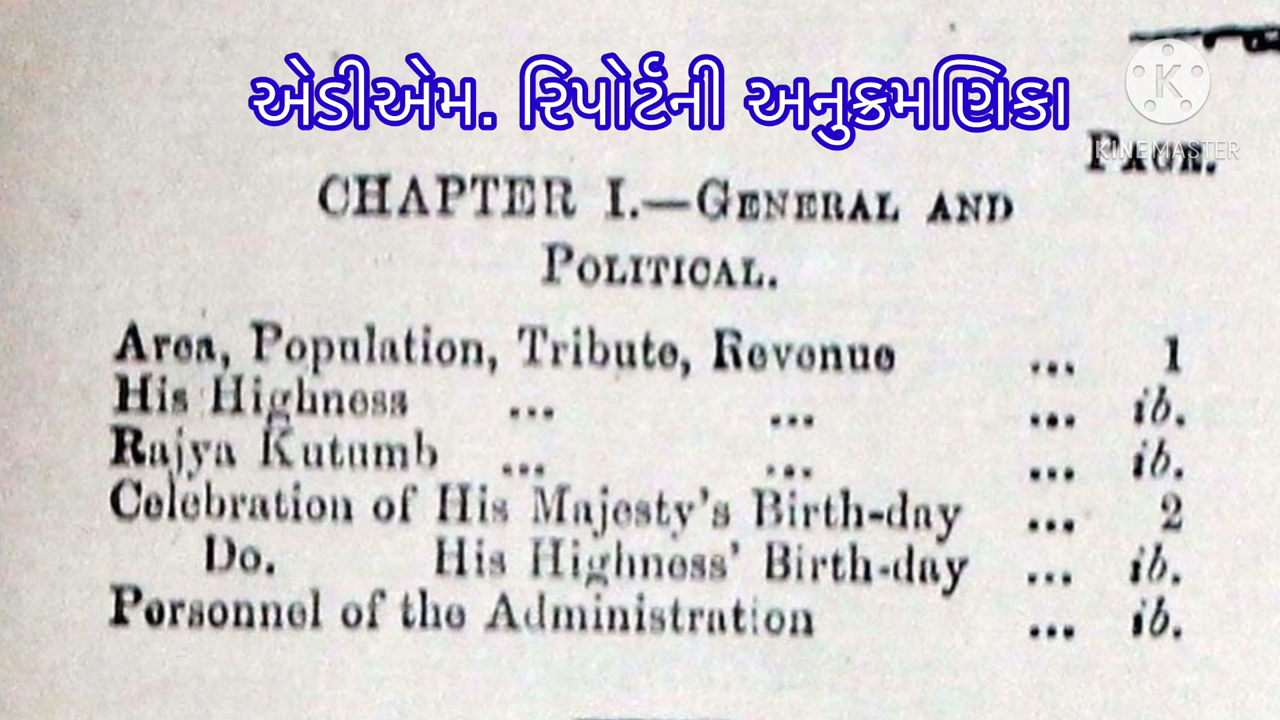 એડીએમ. રિપોર્ટની અનુક્રમણિકા
KINEMASTER
PAGE.
CHAPTER I.—GENERAL AND
POLITICAL.
Area, Population, Tribute, Revenue ... 1
His Highness ... ... ... ib.
Rajya Kutumb ... ... ... ib.
Celebration of His Majesty's Birth-day ... 2
Do. His Highness' Birth-day ... ib.
Personnel of the Administration ... ib.